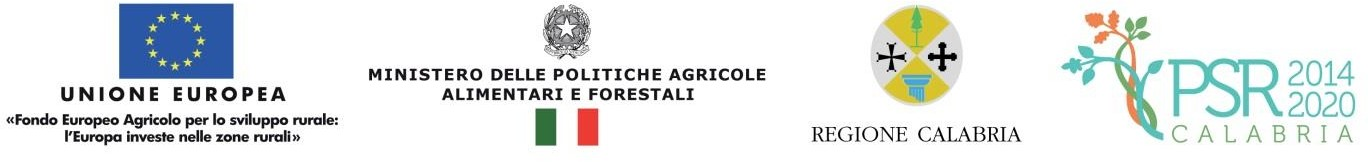 UNIONE EUROPEA
«Fondo Europeo Agricolo per lo sviluppo rurale:
l'Europa investe nelle zone rurali»
MINISTERO DELLE POLITICHE AGRICOLE
ALIMENTARI E FORESTALI
REGIONE CALABRIA
PSR 2014
2020
CALABRIA